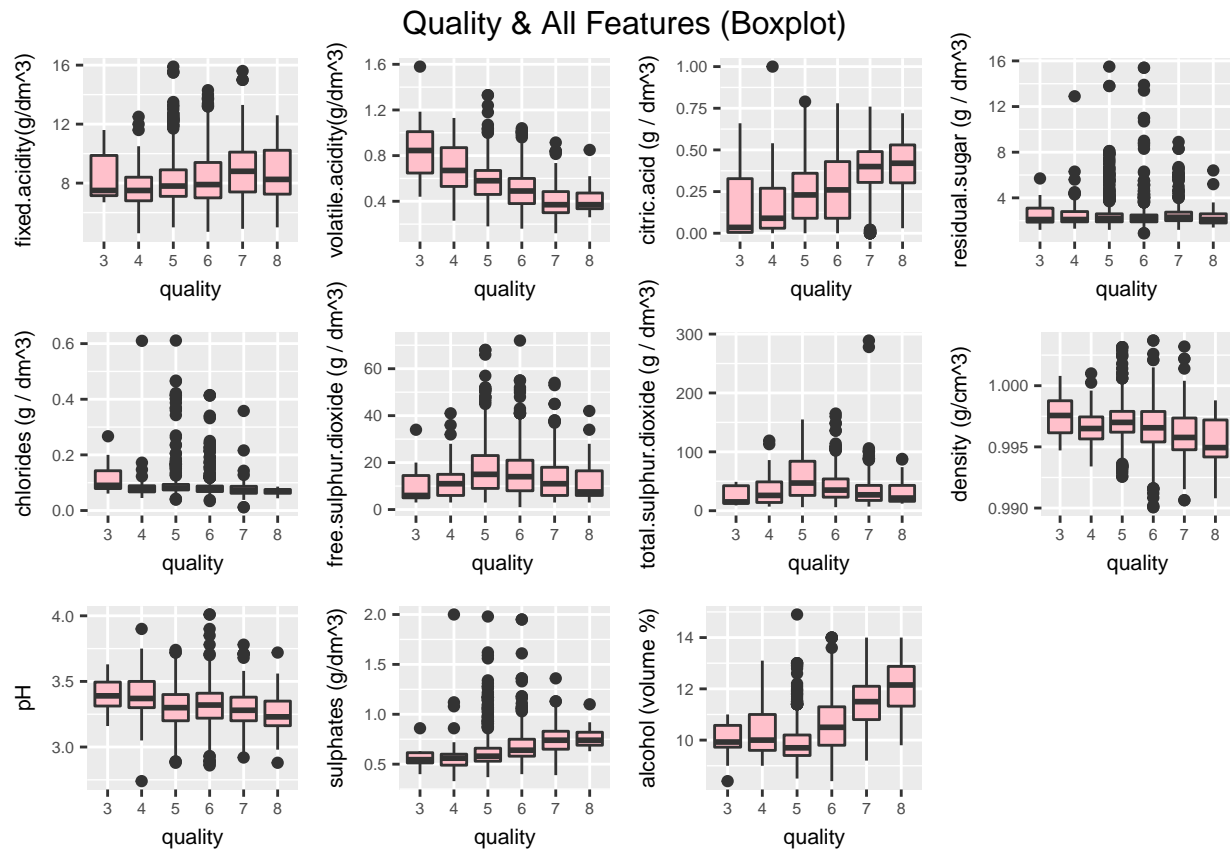 Quality & All Features (Boxplot)
fixed.acidity(g/dm^3)
16
12
8
3 4 5 6 7 8
quality
volatile.acidity(g/dm^3)
1.6
1.2
0.8
0.4
3 4 5 6 7 8
quality
citric.acid (g / dm^3)
1.00
0.75
0.50
0.25
0.00
3 4 5 6 7 8
quality
residual.sugar (g / dm^3)
16
12
8
4
3 4 5 6 7 8
quality
chlorides (g / dm^3)
0.6
0.4
0.2
0.0
3 4 5 6 7 8
quality
free.sulphur.dioxide (g / dm^3)
60
40
20
0
3 4 5 6 7 8
quality
total.sulphur.dioxide (g / dm^3)
300
200
100
0
3 4 5 6 7 8
quality
density (g/cm^3)
1.000
0.995
0.990
3 4 5 6 7 8
quality
pH
4.0
3.5
3.0
3 4 5 6 7 8
quality
sulphates (g/dm^3)
2.0
1.5
1.0
0.5
3 4 5 6 7 8
quality
alcohol (volume %)
14
12
10
3 4 5 6 7 8
quality